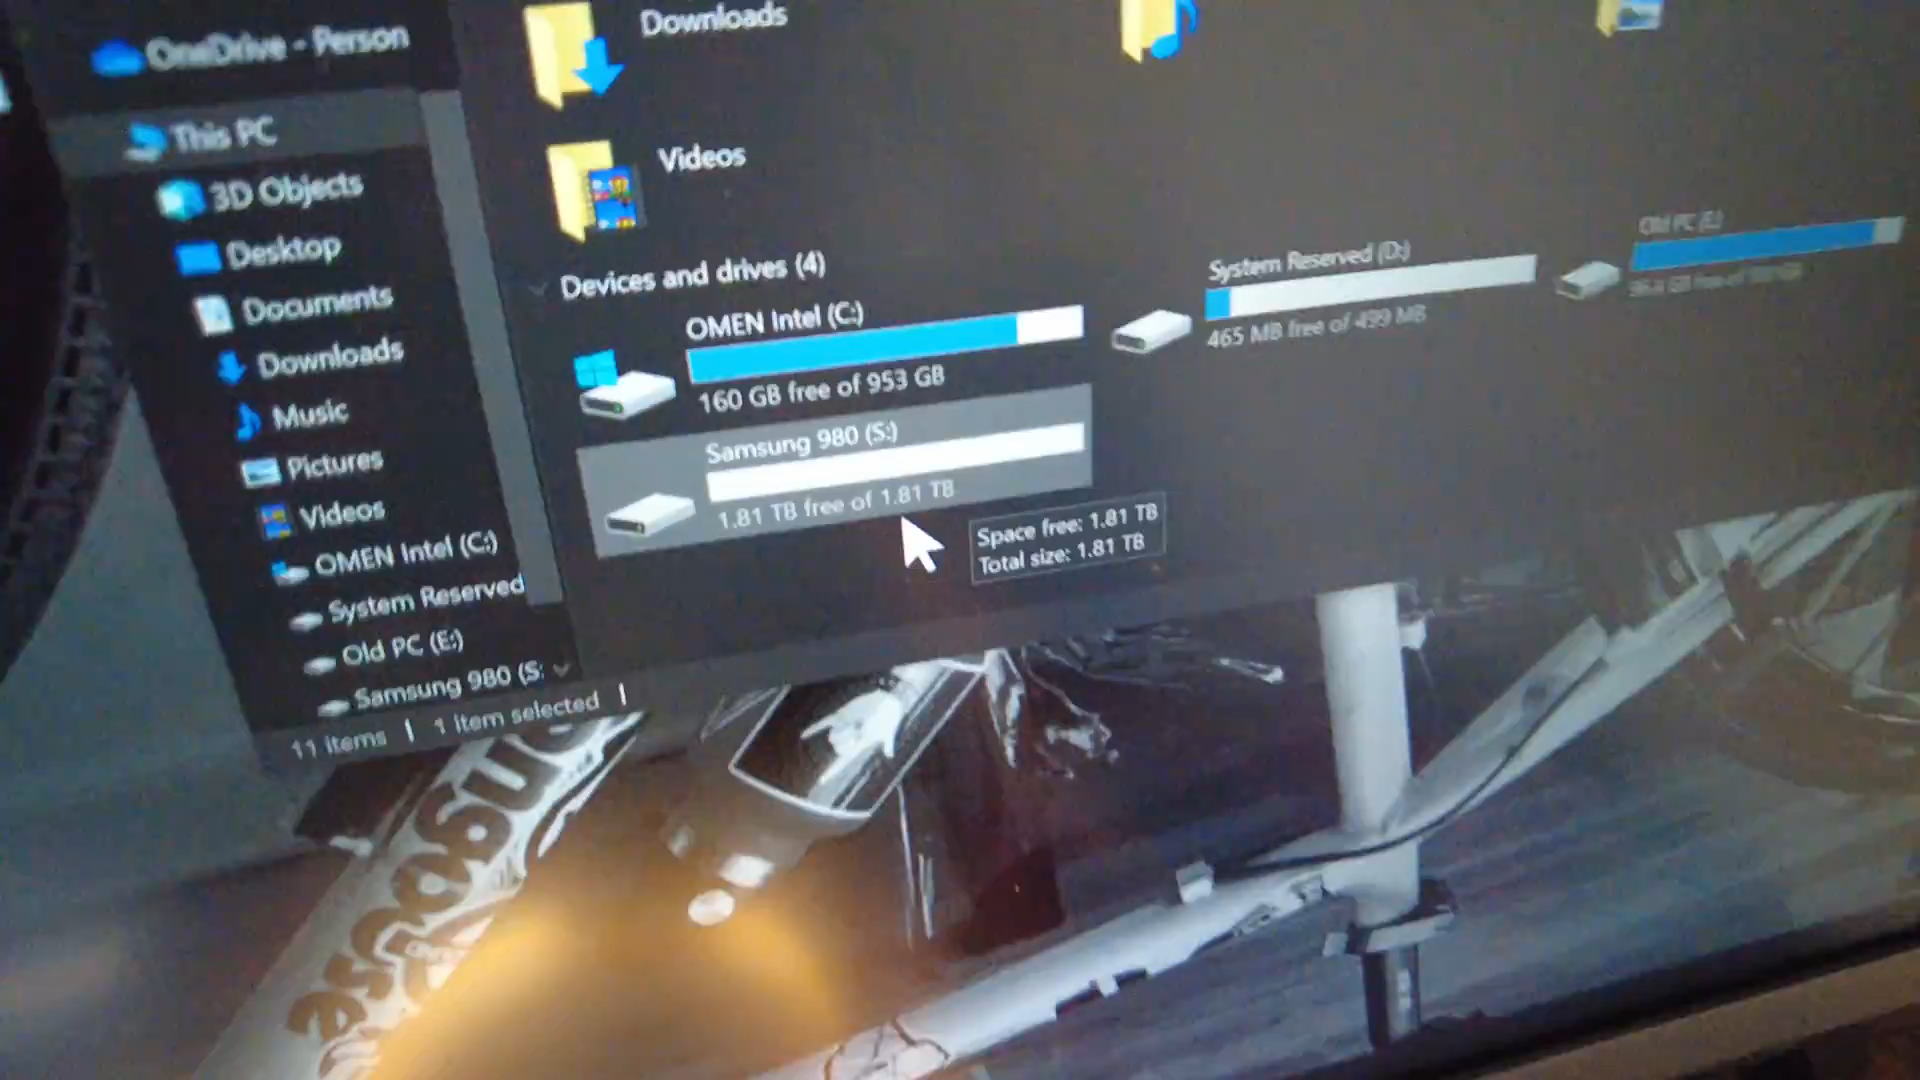 OneDrive - Person
This PC
3D Objects
Desktop
Documents
Downloads
Music
Pictures
Videos
OMEN Intel (C:)
System Reserved
Old PC (E:)
Samsung 980 (S:
11 items
1 item selected
Downloads
Videos
Devices and drives (4)
OMEN Intel (C:)
160 GB free of 953 GB
System Reserved (D:)
465 MB free of 499 MB
Old PC (E:)
Samsung 980 (S:)
1.81 TB free of 1.81 TB
Space free: 1.81 TB
Total size: 1.81 TB